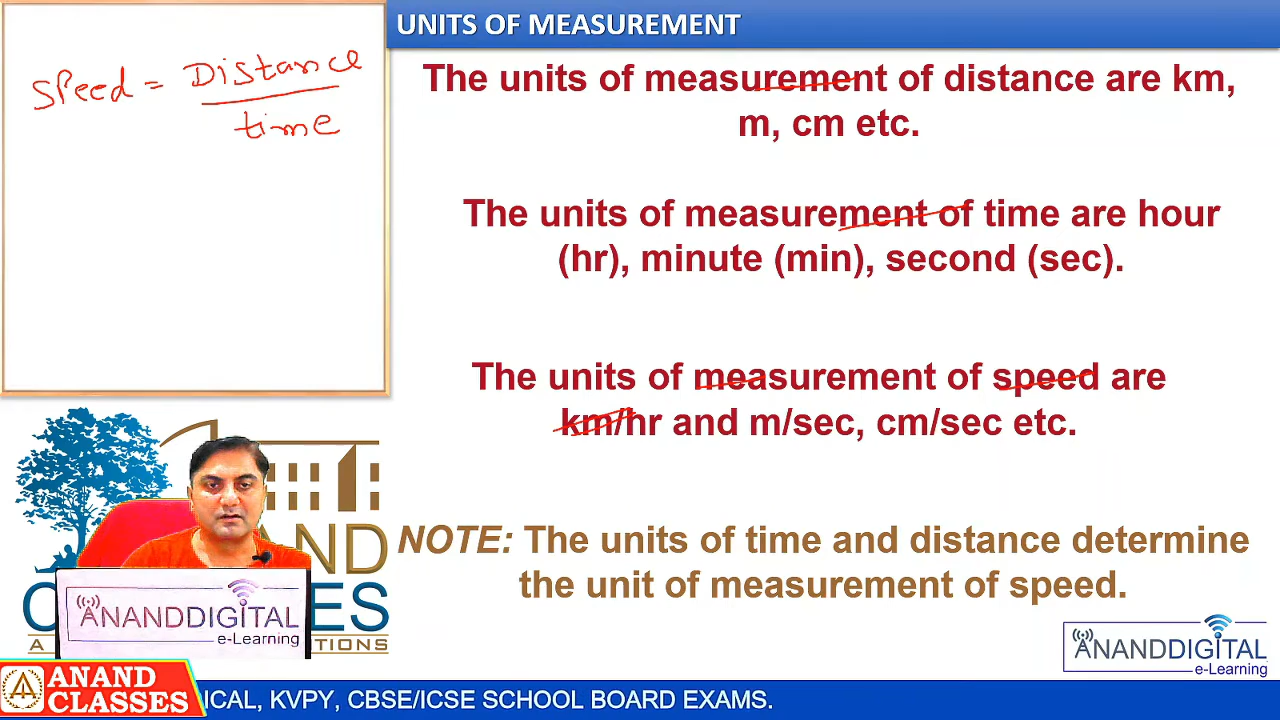 UNITS OF MEASUREMENT
Speed = Distance
time
The units of measurement of distance are km,
m, cm etc.
The units of measurement of time are hour
(hr), minute (min), second (sec).
The units of measurement of speed are
km/hr and m/sec, cm/sec etc.
NOTE: The units of time and distance determine
the unit of measurement of speed.
ANANDDIGITAL
e-Learning
ANANDDIGITAL
e-Learning
ANAND
CLASSES
ICAL, KVPY, CBSE/ICSE SCHOOL BOARD EXAMS.